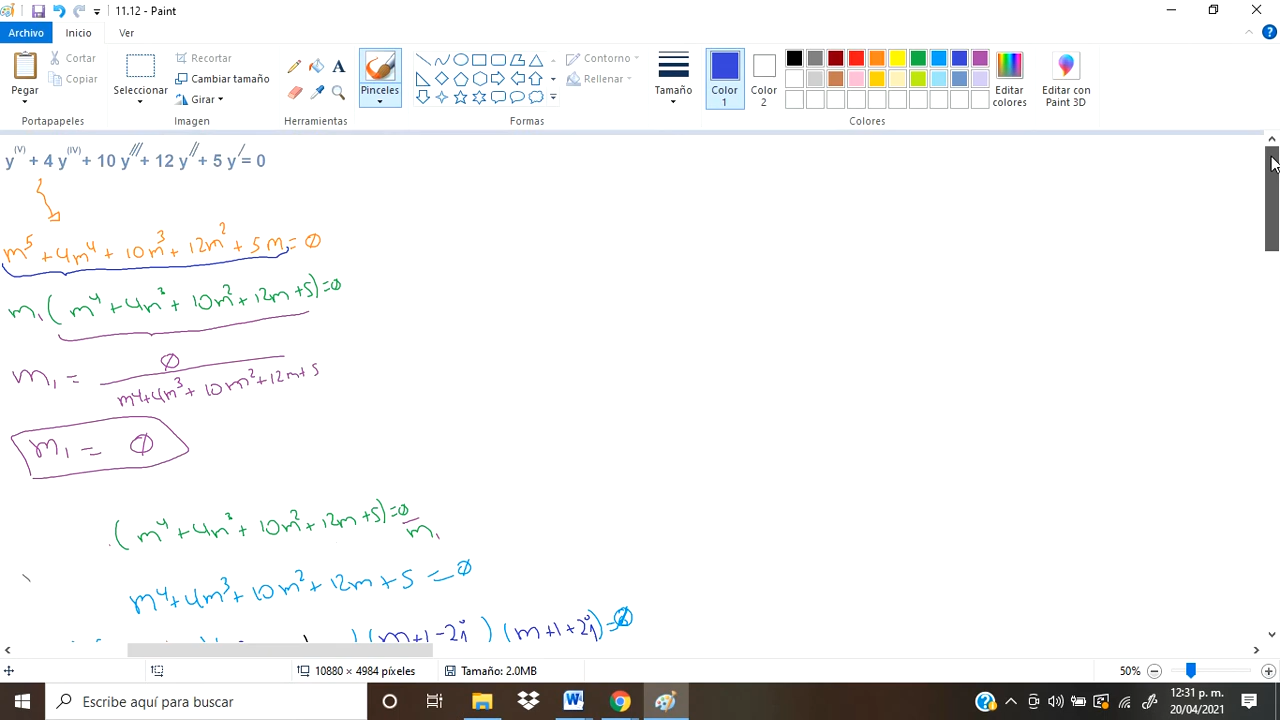 11.12 - Paint
Archivo Inicio Ver
Pegar
Cortar
Copiar
Portapapeles
Seleccionar
Recortar
Cambiar tamaño
Girar
Imagen
A
Herramientas
Pinceles
Contorno
Rellenar
Formas
Tamaño
Color 1
Color 2
Editar colores
Editar con Paint 3D
Colores
y(V) + 4 y(IV) + 10 y/// + 12 y// + 5 y/ = 0
m⁵ + 4m⁴ + 10m³ + 12m² + 5m = 0
m₁ ( m⁴ + 4m³ + 10m² + 12m + 5) = 0
m₁ = 0 / m⁴+4m³ + 10m² + 12m + 5
m₁ = 0
( m⁴ + 4m³ + 10m² + 12m + 5) = 0/m₁
m⁴ + 4m³ + 10m² + 12m + 5 = 0
)(m+1-2i)(m+1+2i)=0
10880 × 4984 píxeles Tamaño: 2.0MB 50%
Escribe aquí para buscar
12:31 p. m.
20/04/2021